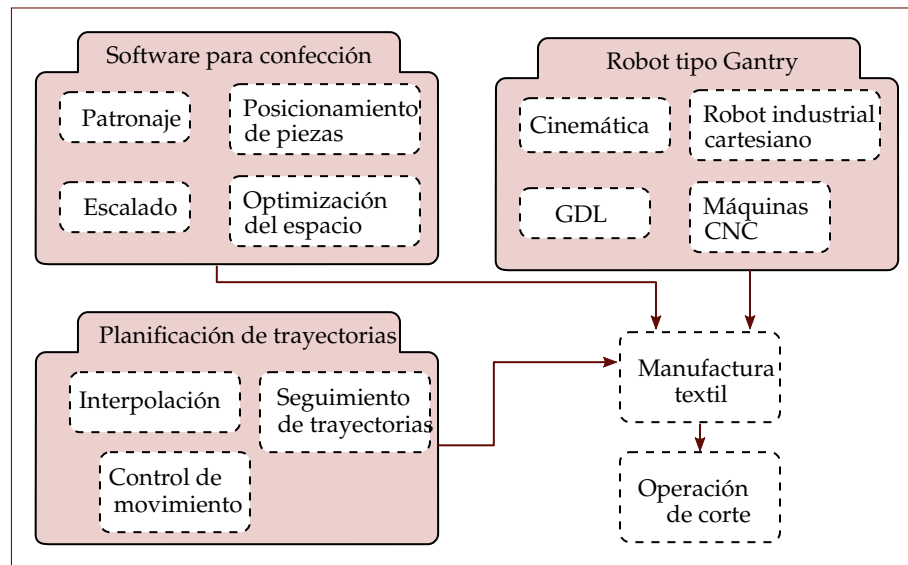 Software para confección
Patronaje
Posicionamiento
de piezas
Escalado
Optimización
del espacio
Robot tipo Gantry
Cinemática
Robot industrial
cartesiano
GDL
Máquinas
CNC
Planificación de trayectorias
Interpolación
Seguimiento
de trayectorias
Control de
movimiento
Manufactura
textil
Operación
de corte